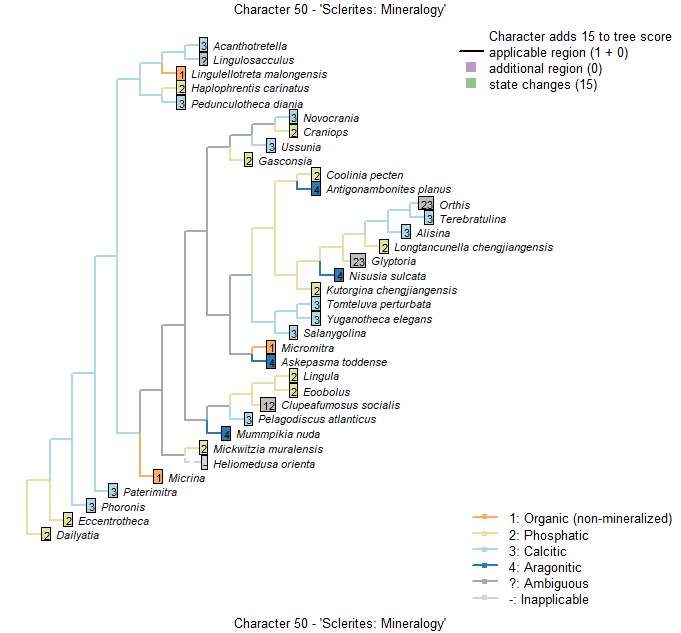 Character 50 - 'Sclerites: Mineralogy'
Character adds 15 to tree score
applicable region (1 + 0)
additional region (0)
state changes (15)
3 Acanthotretella
? Lingulosacculus
1 Lingulellotreta malongensis
2 Haplophrentis carinatus
3 Pedunculotheca diania
3 Novocrania
2 Craniops
3 Ussunia
2 Gasconsia
2 Coolinia pecten
4 Antigonambonites planus
23 Orthis
3 Terebratulina
3 Alisina
2 Longtancunella chengjiangensis
23 Glyptoria
4 Nisusia sulcata
2 Kutorgina chengjiangensis
3 Tomteluva perturbata
3 Yuganotheca elegans
3 Salanygolina
1 Micromitra
4 Askepasma toddense
2 Lingula
2 Eoobolus
12 Clupeafumosus socialis
3 Pelagodiscus atlanticus
4 Mummpikia nuda
2 Mickwitzia muralensis
- Heliomedusa orienta
1 Micrina
3 Paterimitra
3 Phoronis
2 Eccentrotheca
2 Dailyatia
1: Organic (non-mineralized)
2: Phosphatic
3: Calcitic
4: Aragonitic
?: Ambiguous
-: Inapplicable
Character 50 - 'Sclerites: Mineralogy'